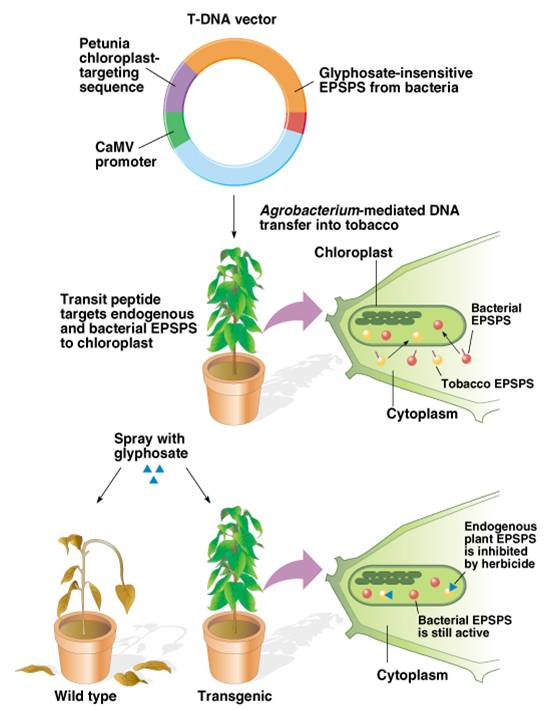 T-DNA vector
Petunia
chloroplast-
targeting
sequence
Glyphosate-insensitive
EPSPS from bacteria
CaMV
promoter
Agrobacterium-mediated DNA
transfer into tobacco
Chloroplast
Transit peptide
targets endogenous
and bacterial EPSPS
to chloroplast
Bacterial
EPSPS
Tobacco EPSPS
Cytoplasm
Spray with
glyphosate
Endogenous
plant EPSPS
is inhibited
by herbicide
Bacterial EPSPS
is still active
Cytoplasm
Wild type
Transgenic